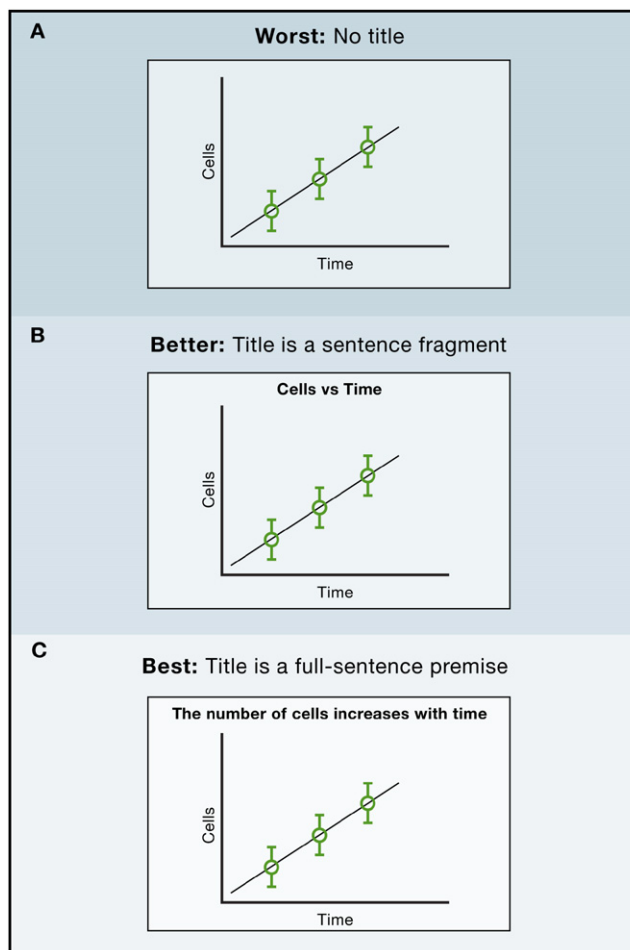 A
Worst: No title
Cells
Time
B
Better: Title is a sentence fragment
Cells vs Time
Cells
Time
C
Best: Title is a full-sentence premise
The number of cells increases with time
Cells
Time